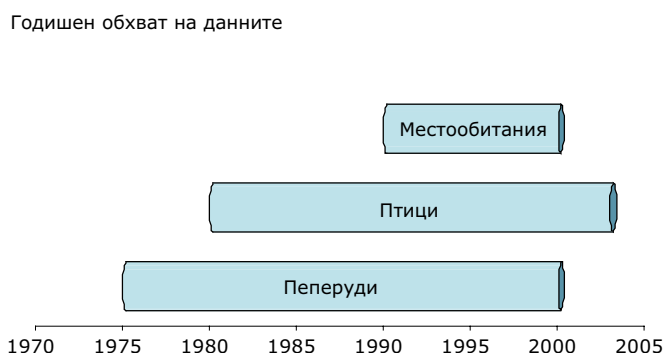 Годишен обхват на данните
Местообитания
Птици
Пеперуди
1970 1975 1980 1985 1990 1995 2000 2005